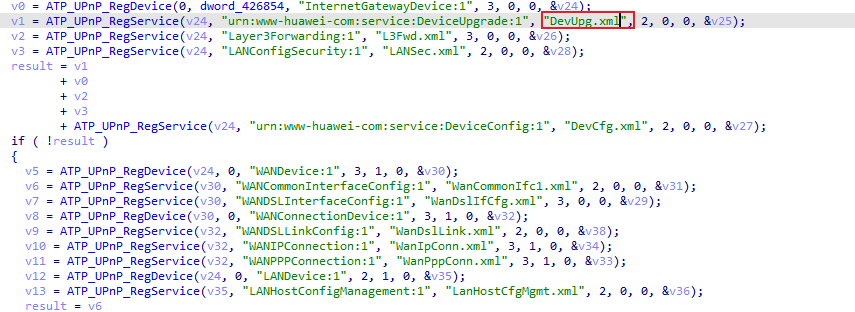 v0 = ATP_UPnP_RegDevice(0, dword_426854, "InternetGatewayDevice:1", 3, 0, 0, &v24);
v1 = ATP_UPnP_RegService(v24, "urn:www-huawei-com:service:DeviceUpgrade:1", "DevUpg.xml", 2, 0, 0, &v25);
v2 = ATP_UPnP_RegService(v24, "Layer3Forwarding:1", "L3Fwd.xml", 3, 0, 0, &v26);
v3 = ATP_UPnP_RegService(v24, "LANConfigSecurity:1", "LANSec.xml", 2, 0, 0, &v28);
result = v1
+ v0
+ v2
+ v3
+ ATP_UPnP_RegService(v24, "urn:www-huawei-com:service:DeviceConfig:1", "DevCfg.xml", 2, 0, 0, &v27);
if ( !result )
{
v5 = ATP_UPnP_RegDevice(v24, 0, "WANDevice:1", 3, 1, 0, &v30);
v6 = ATP_UPnP_RegService(v30, "WANCommonInterfaceConfig:1", "WanCommonIfc1.xml", 2, 0, 0, &v31);
v7 = ATP_UPnP_RegService(v30, "WANDSLInterfaceConfig:1", "WanDslIfCfg.xml", 3, 0, 0, &v29);
v8 = ATP_UPnP_RegDevice(v30, 0, "WANConnectionDevice:1", 3, 1, 0, &v32);
v9 = ATP_UPnP_RegService(v32, "WANDSLLinkConfig:1", "WanDslLink.xml", 2, 0, 0, &v38);
v10 = ATP_UPnP_RegService(v32, "WANIPConnection:1", "WanIpConn.xml", 3, 1, 0, &v34);
v11 = ATP_UPnP_RegService(v32, "WANPPPConnection:1", "WanPppConn.xml", 3, 1, 0, &v33);
v12 = ATP_UPnP_RegDevice(v24, 0, "LANDevice:1", 2, 1, 0, &v35);
v13 = ATP_UPnP_RegService(v35, "LANHostConfigManagement:1", "LanHostCfgMgmt.xml", 2, 0, 0, &v36);
result = v6